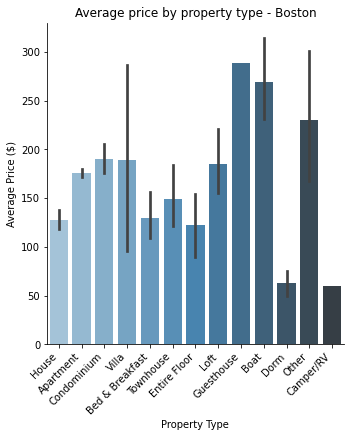 Average price by property type - Boston
Average Price ($)
300
250
200
150
100
50
0
House
Apartment
Condominium
Villa
Bed & Breakfast
Townhouse
Entire Floor
Loft
Guesthouse
Boat
Dorm
Other
Camper/RV
Property Type